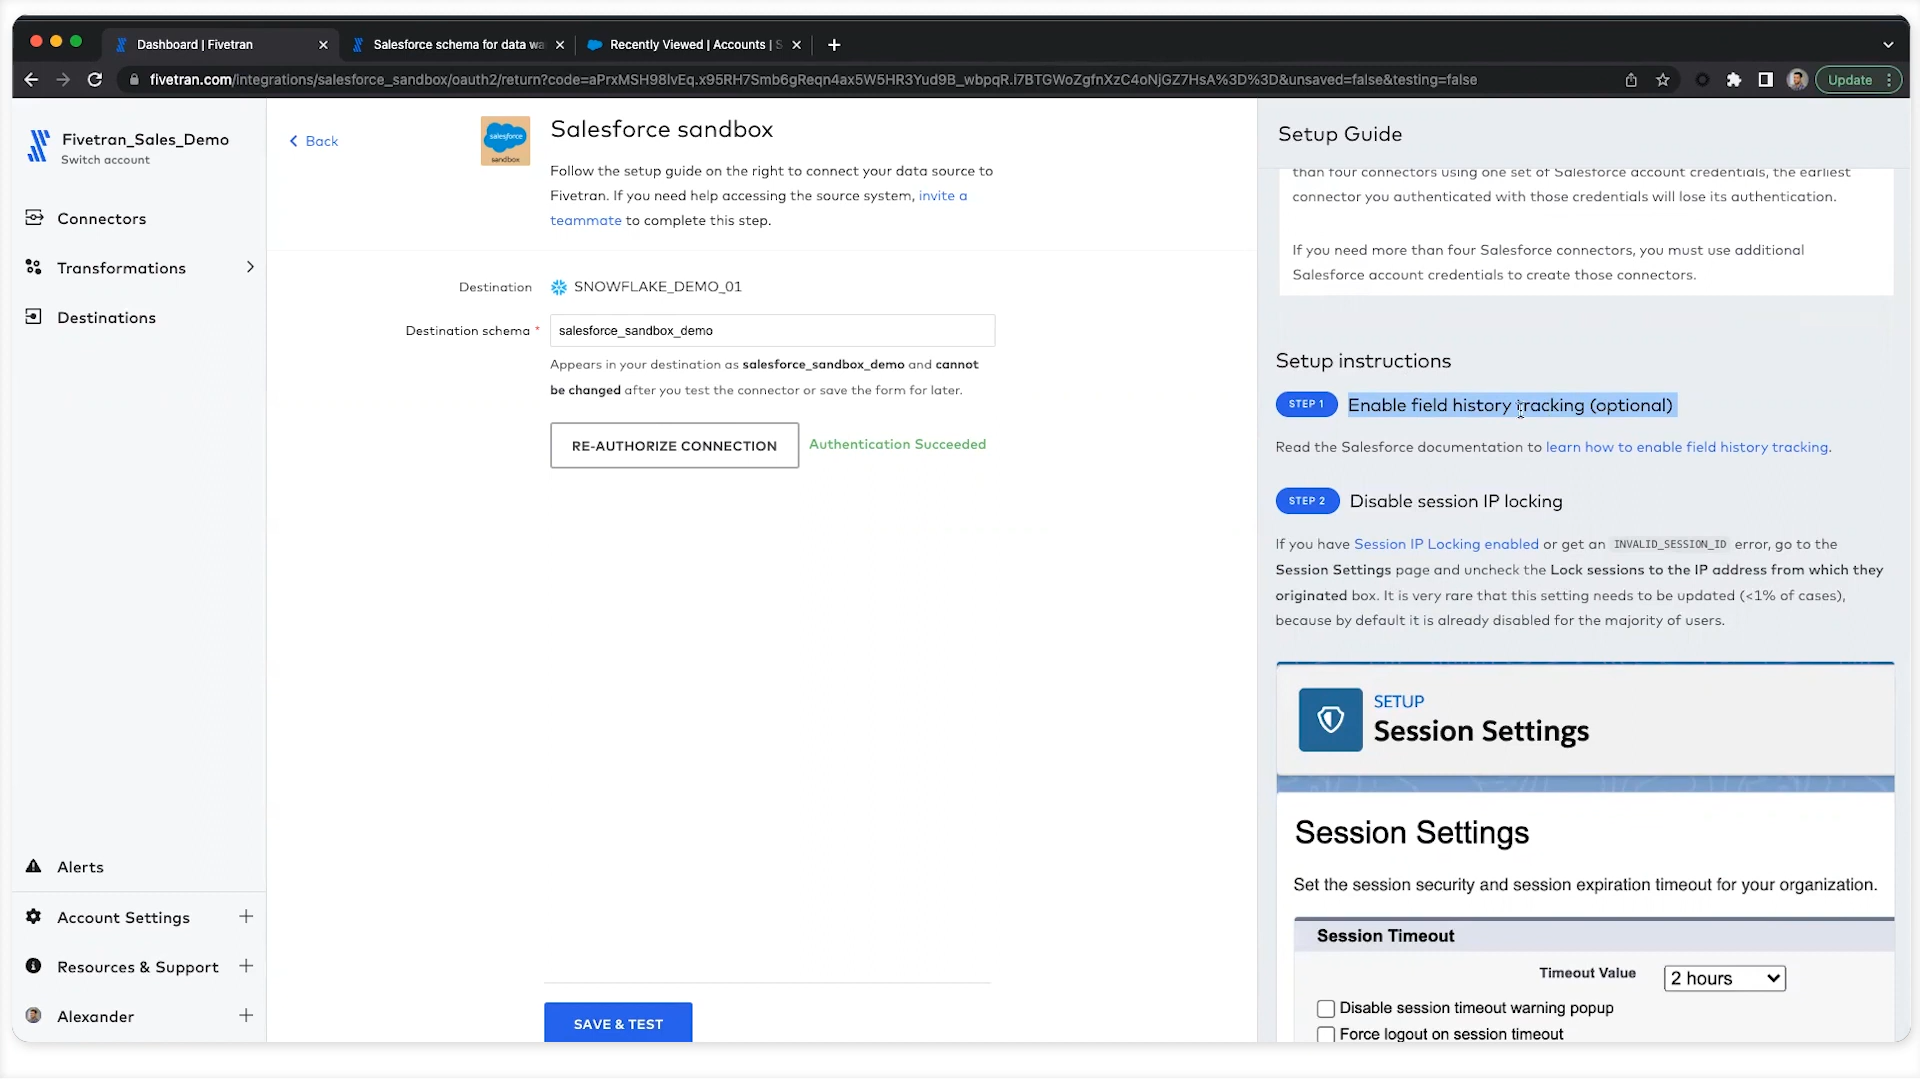 Dashboard | Fivetran
Salesforce schema for data wa
Recently Viewed | Accounts | S
fivetran.com/integrations/salesforce_sandbox/oauth2/return?code=aPrxMSH98IvEq.x95RH7Smb6gReqn4ax5W5HR3Yud9B_wbpqR.i7BTGWoZgfnXzC4oNjGZ7HsA%3D%3D&unsaved=false&testing=false
Update
Fivetran_Sales_Demo
Switch account
Connectors
Transformations
Destinations
Alerts
Account Settings
Resources & Support
Alexander
Back
salesforce
sandbox
Salesforce sandbox
Follow the setup guide on the right to connect your data source to
Fivetran. If you need help accessing the source system, invite a
teammate to complete this step.
Destination
SNOWFLAKE_DEMO_01
Destination schema *
salesforce_sandbox_demo
Appears in your destination as salesforce_sandbox_demo and cannot
be changed after you test the connector or save the form for later.
RE-AUTHORIZE CONNECTION
Authentication Succeeded
SAVE & TEST
Setup Guide
than four connectors using one set of Salesforce account credentials, the earliest
connector you authenticated with those credentials will lose its authentication.
If you need more than four Salesforce connectors, you must use additional
Salesforce account credentials to create those connectors.
Setup instructions
STEP 1 Enable field history tracking (optional)
Read the Salesforce documentation to learn how to enable field history tracking.
STEP 2 Disable session IP locking
If you have Session IP Locking enabled or get an INVALID_SESSION_ID error, go to the
Session Settings page and uncheck the Lock sessions to the IP address from which they
originated box. It is very rare that this setting needs to be updated (<1% of cases),
because by default it is already disabled for the majority of users.
SETUP
Session Settings
Session Settings
Set the session security and session expiration timeout for your organization.
Session Timeout
Timeout Value 2 hours
Disable session timeout warning popup
Force logout on session timeout